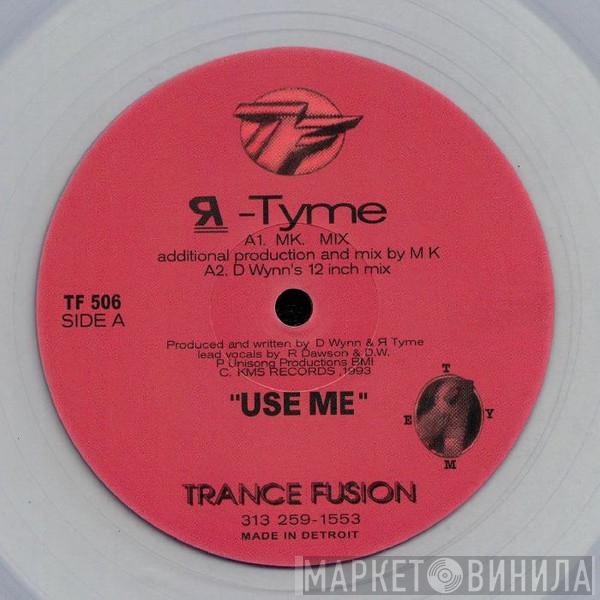 TF
Я -Tyme
A1. MK. MIX
additional production and mix by M K
A2. D Wynn's 12 inch mix
TF 506
SIDE A
Produced and written by D Wynn & Я Tyme
lead vocals by R Dawson & D.W.
P Unisong Productions BMI
C. KMS RECORDS ,1993
"USE ME"
T Y M E
TRANCE FUSION
313 259-1553
MADE IN DETROIT
МАРКЕТ ВИНИЛА